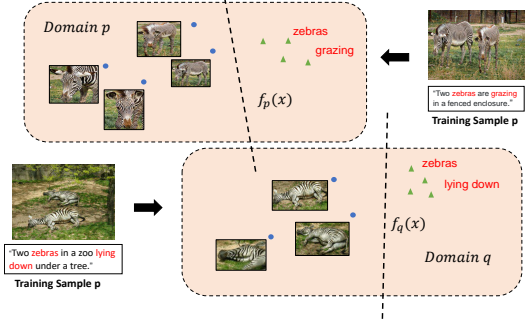 Domain p
zebras
grazing
f_p(x)
"Two zebras are grazing
in a fenced enclosure."
Training Sample p
zebras
lying down
f_q(x)
Domain q
"Two zebras in a zoo lying
down under a tree."
Training Sample p